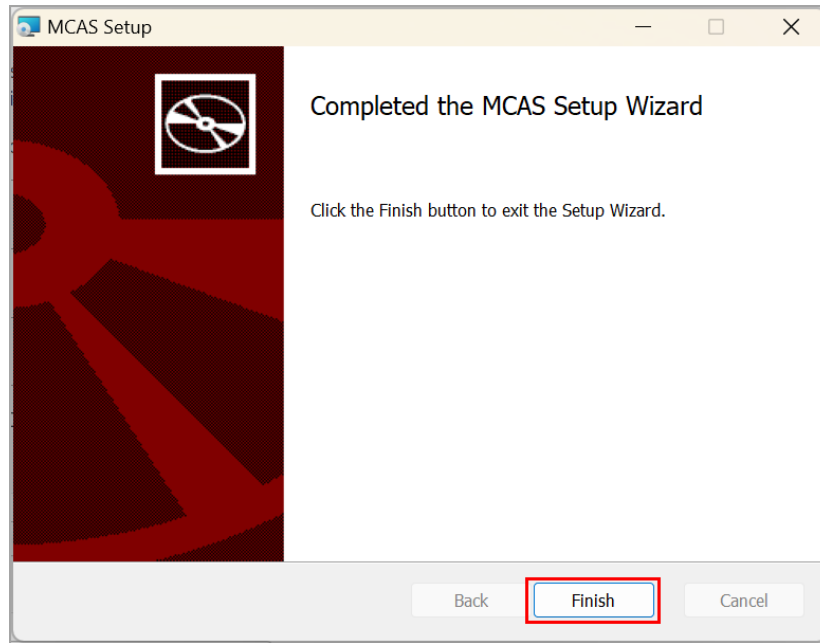 MCAS Setup
Completed the MCAS Setup Wizard
Click the Finish button to exit the Setup Wizard.
Back
Finish
Cancel